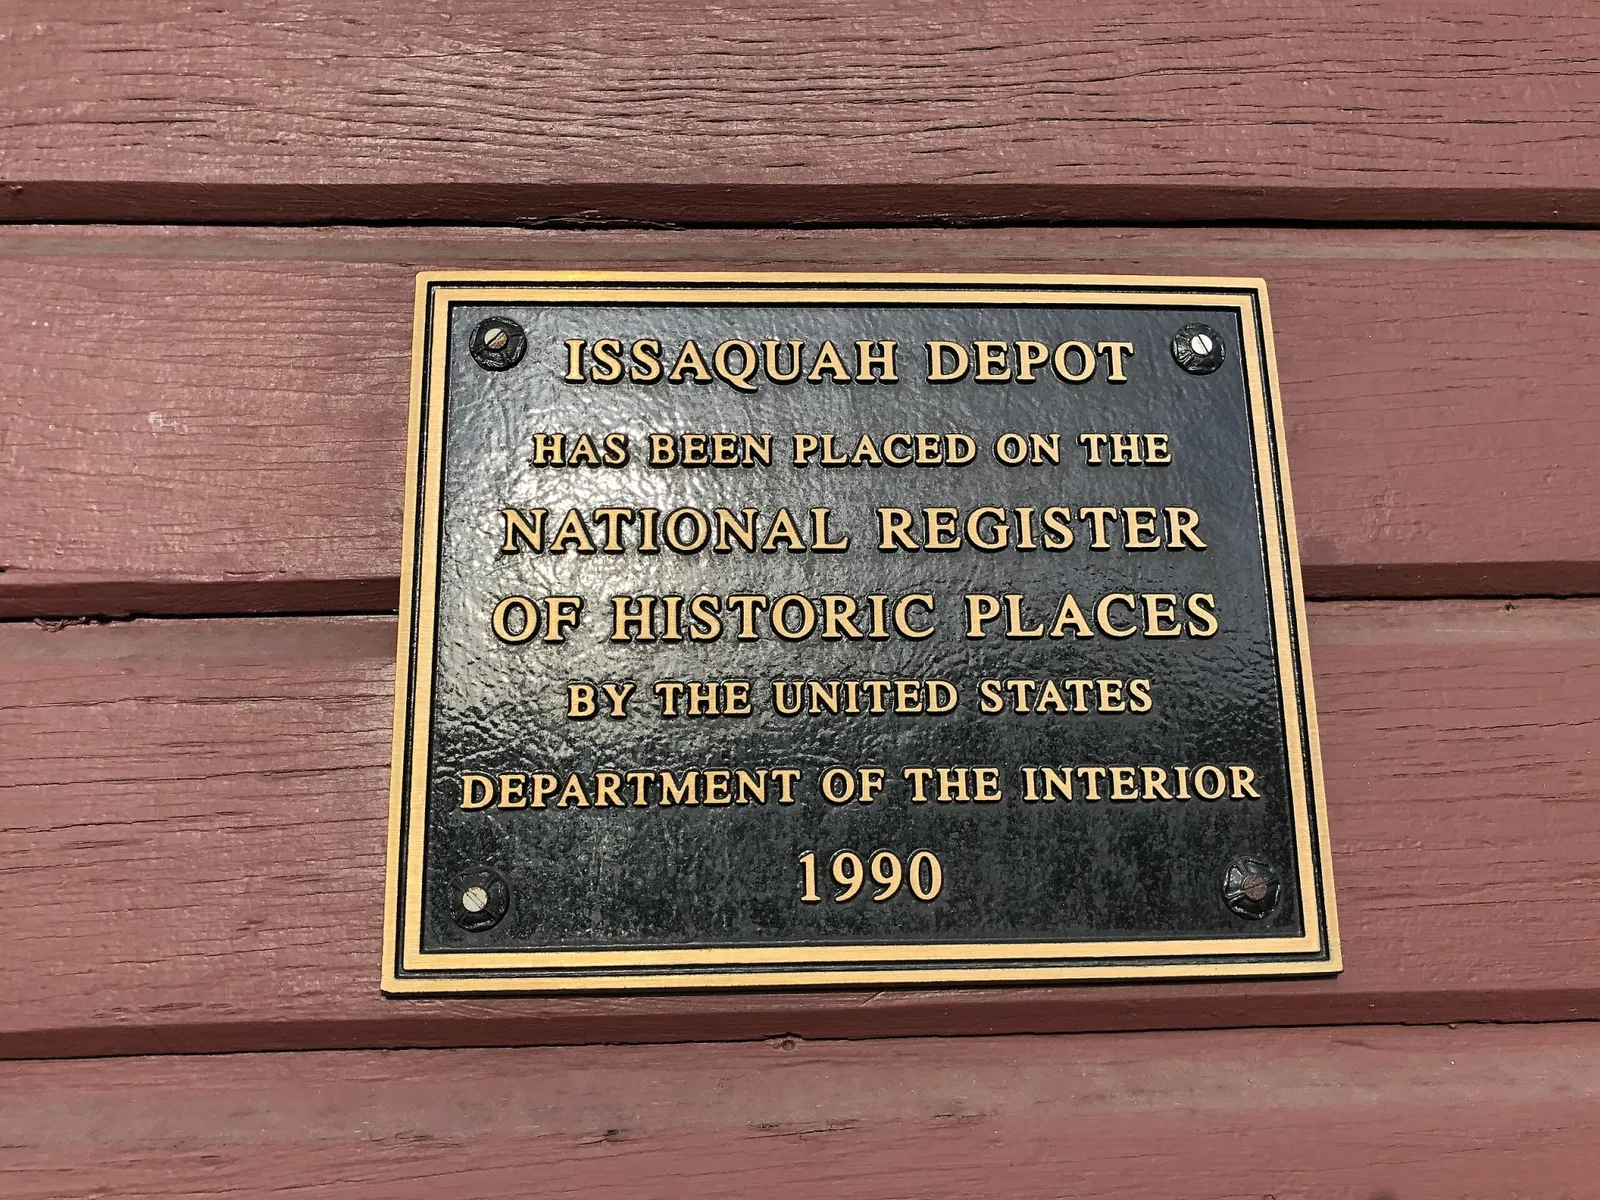 ISSAQUAH DEPOT
HAS BEEN PLACED ON THE
NATIONAL REGISTER
OF HISTORIC PLACES
BY THE UNITED STATES
DEPARTMENT OF THE INTERIOR
1990